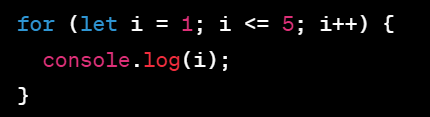 for (let i = 1; i <= 5; i++) {
  console.log(i);
}